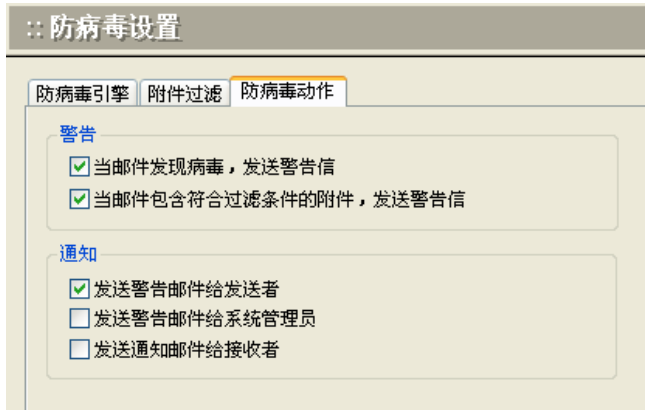 :: 防病毒设置
防病毒引擎 附件过滤 防病毒动作
警告
当邮件发现病毒，发送警告信
当邮件包含符合过滤条件的附件，发送警告信
通知
发送警告邮件给发送者
发送警告邮件给系统管理员
发送通知邮件给接收者